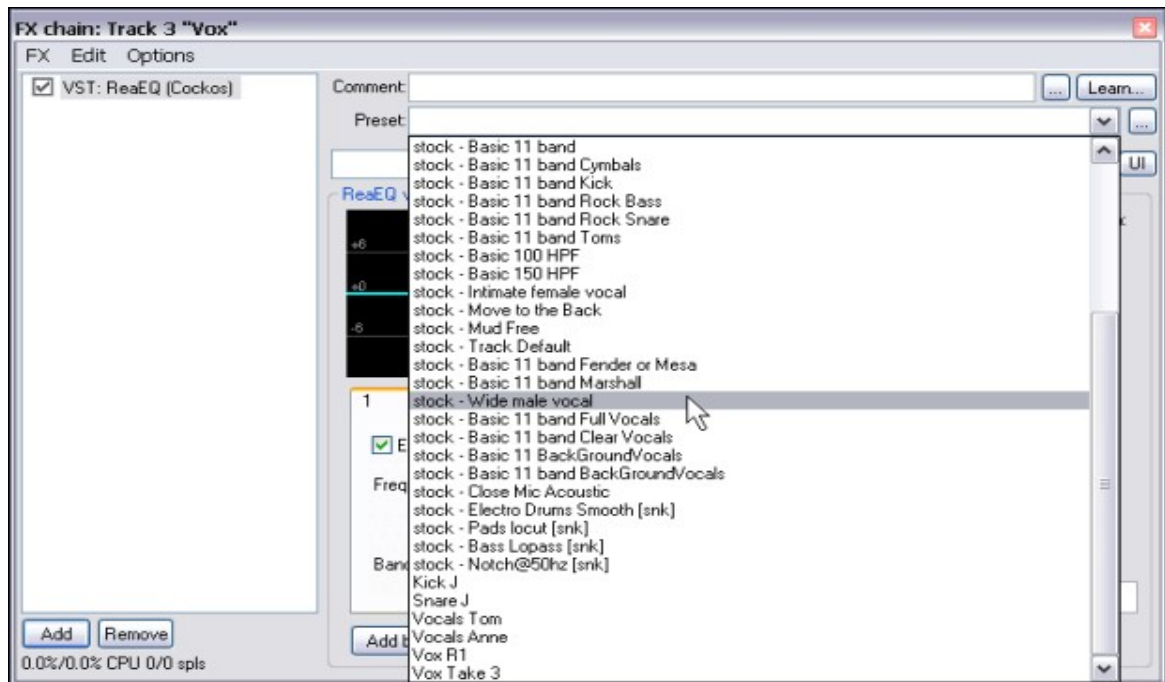 FX chain: Track 3 "Vox"
FX Edit Options
VST: ReaEQ (Cockos)
Comment:
... Learn...
Preset:
...
UI
stock - Basic 11 band
stock - Basic 11 band Cymbals
stock - Basic 11 band Kick
stock - Basic 11 band Rock Bass
stock - Basic 11 band Rock Snare
stock - Basic 11 band Toms
stock - Basic 100 HPF
stock - Basic 150 HPF
stock - Intimate female vocal
stock - Move to the Back
stock - Mud Free
stock - Track Default
stock - Basic 11 band Fender or Mesa
stock - Basic 11 band Marshall
stock - Wide male vocal
stock - Basic 11 band Full Vocals
stock - Basic 11 band Clear Vocals
stock - Basic 11 BackGroundVocals
stock - Basic 11 band BackGroundVocals
stock - Close Mic Acoustic
stock - Electro Drums Smooth [snk]
stock - Pads locut [snk]
stock - Bass Lopass [snk]
stock - Notch@50hz [snk]
Kick J
Snare J
Vocals Tom
Vocals Anne
Vox R1
Vox Take 3
ReaEQ
+6
+0
-6
1
Freq
Band
Add
Add Remove
0.0%/0.0% CPU 0/0 spls